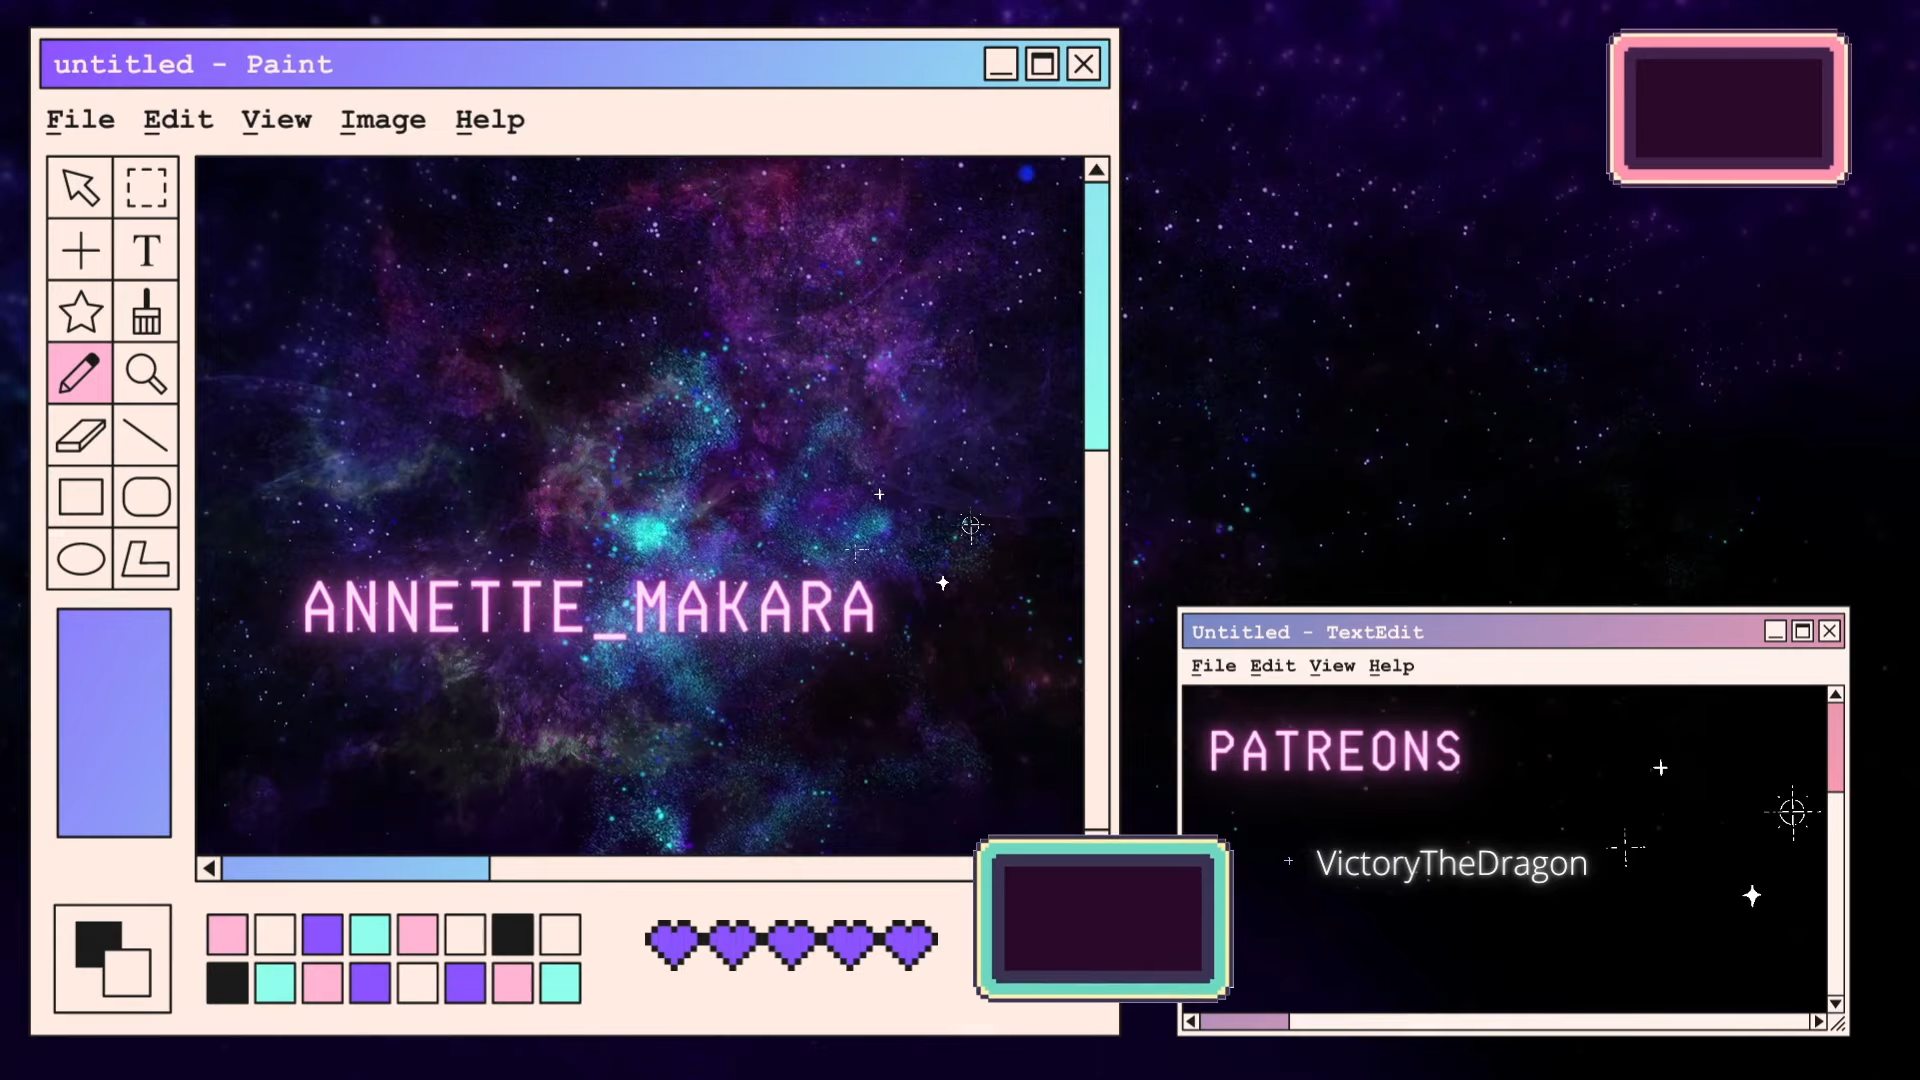 untitled - Paint
File Edit View Image Help
T
ANNETTE_MAKARA
Untitled - TextEdit
File Edit View Help
PATREONS
VictoryTheDragon